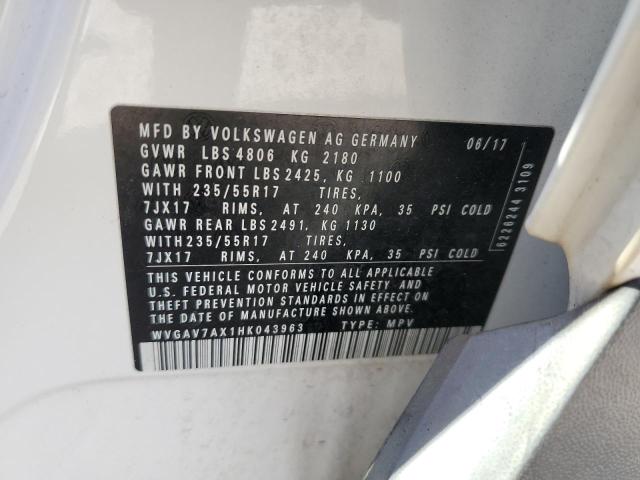 MFD BY VOLKSWAGEN AG GERMANY 06/17
GVWR LBS 4806 KG 2180
GAWR FRONT LBS 2425, KG 1100
WITH 235/55R17 TIRES,
7JX17 RIMS, AT 240 KPA, 35 PSI COLD
GAWR REAR LBS 2491, KG 1130
WITH 235/55R17 TIRES,
7JX17 RIMS, AT 240 KPA, 35 PSI COLD
THIS VEHICLE CONFORMS TO ALL APPLICABLE
U.S. FEDERAL MOTOR VEHICLE SAFETY AND
THEFT PREVENTION STANDARDS IN EFFECT ON
THE DATE OF MANUFACTURE SHOWN ABOVE
WVGAV7AX1HK043963 TYPE: MPV
6226244 3109